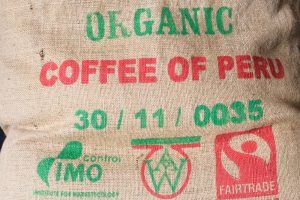 ORGANIC
COFFEE OF PERU
30 / 11 / 0035
control
IMO
INSTITUTE FOR MARKETECOLOGY
FAIRTRADE